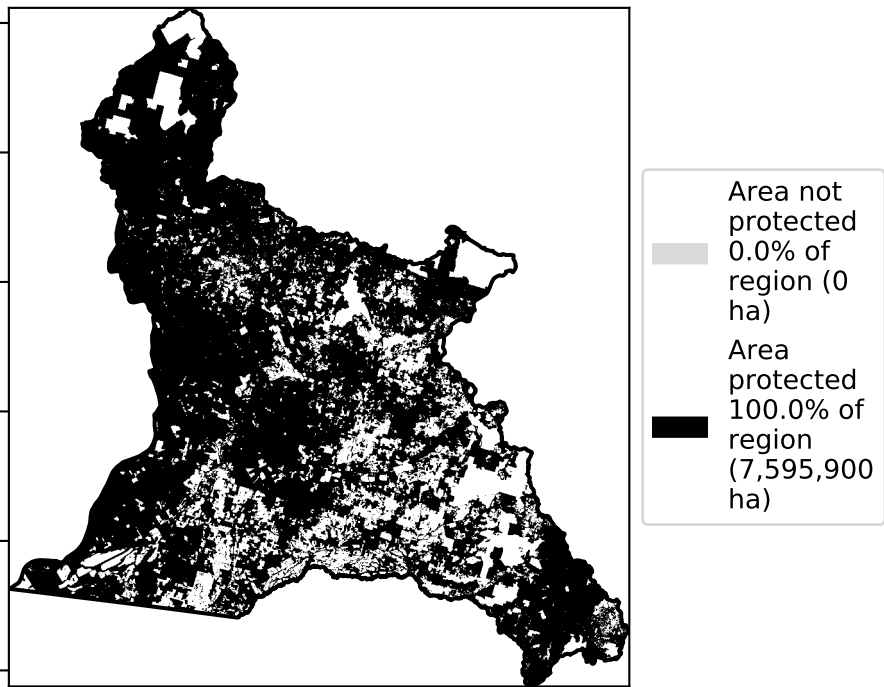 Area not
protected
0.0% of
region (0
ha)
Area
protected
100.0% of
region
(7,595,900
ha)